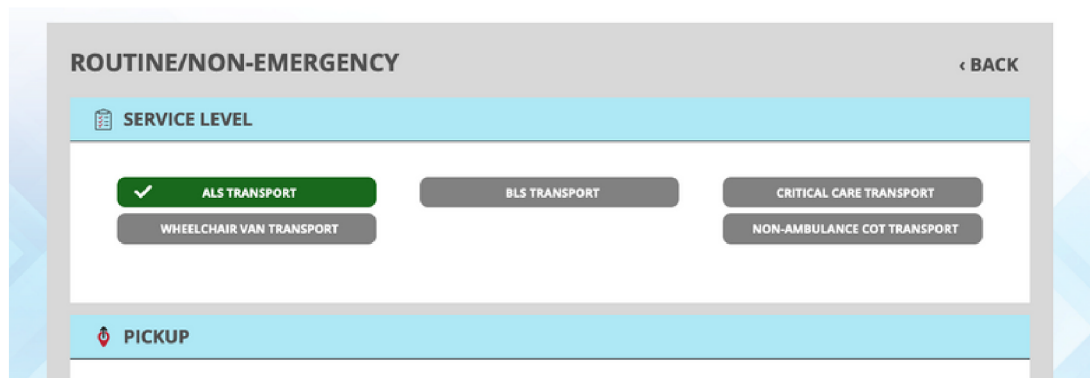 ROUTINE/NON-EMERGENCY
‹ BACK
SERVICE LEVEL
ALS TRANSPORT
BLS TRANSPORT
CRITICAL CARE TRANSPORT
WHEELCHAIR VAN TRANSPORT
NON-AMBULANCE COT TRANSPORT
PICKUP